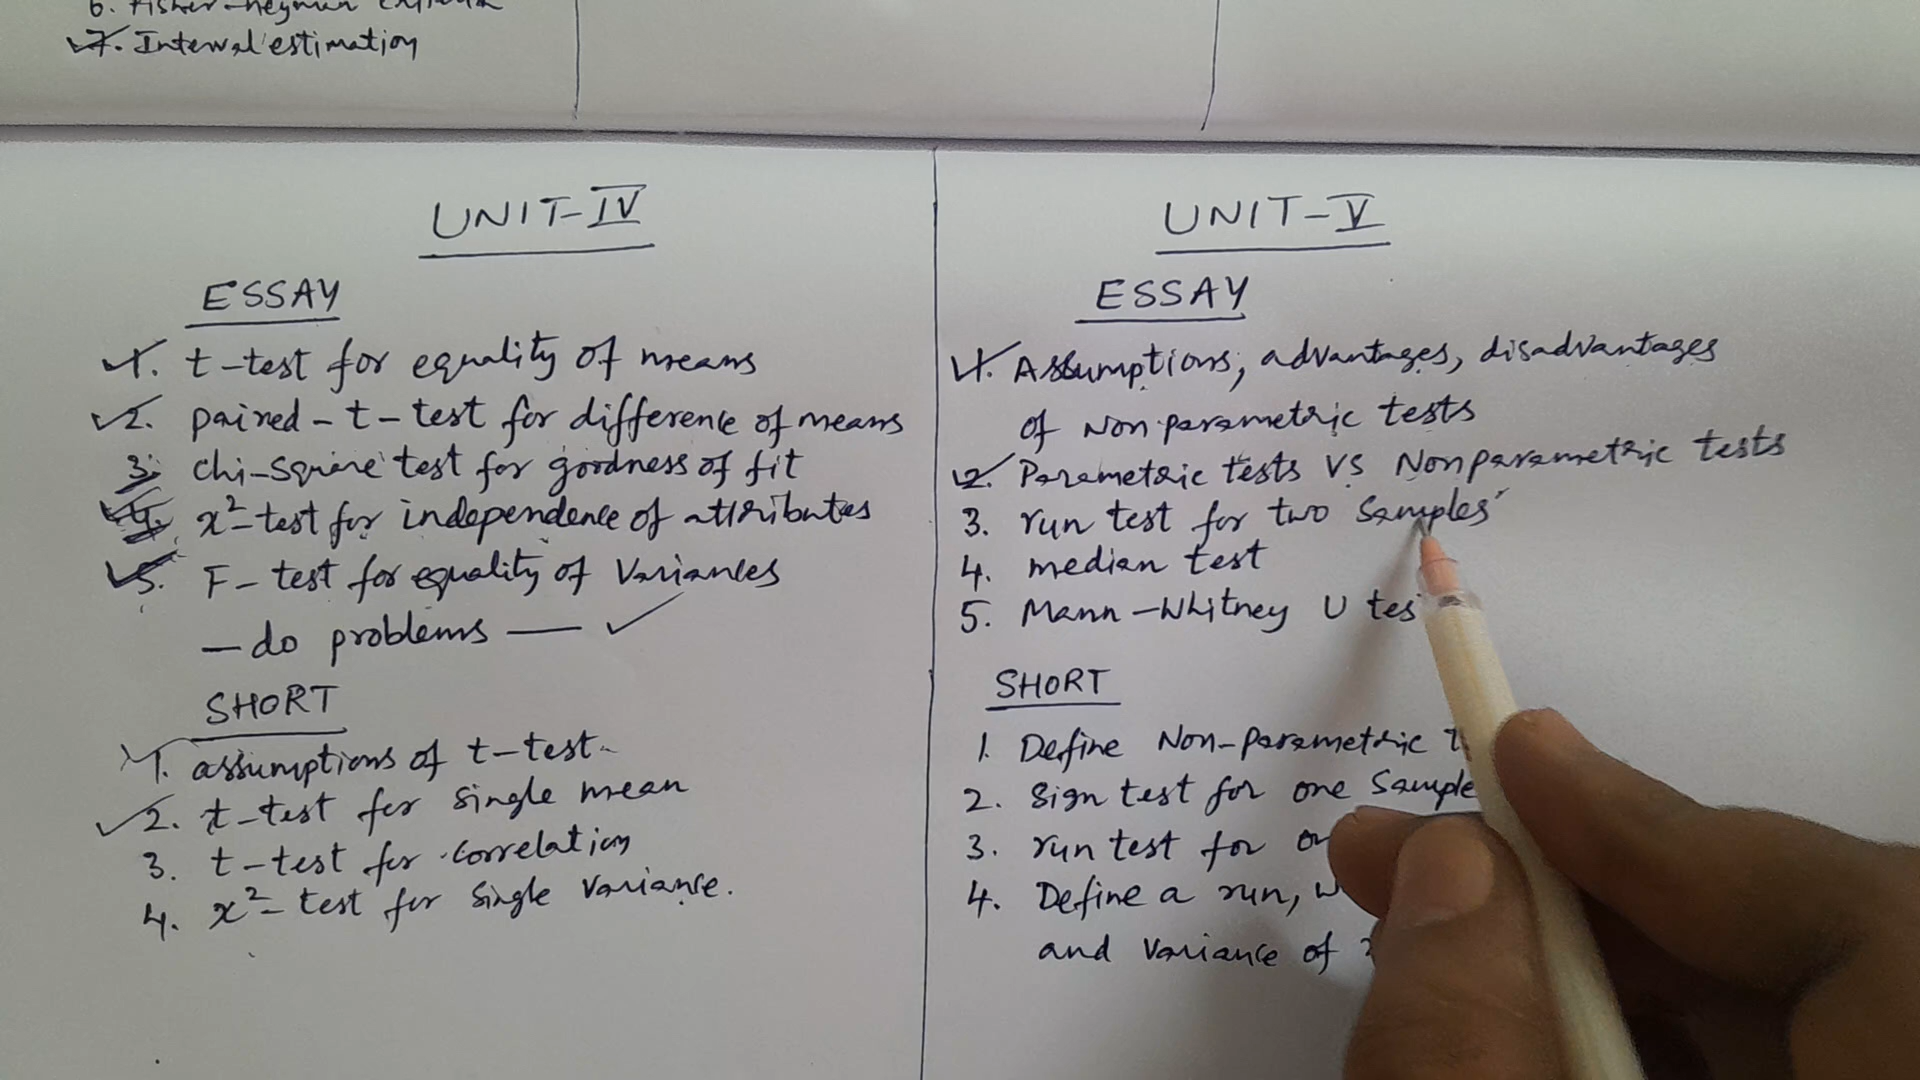 6. Fisher-Neyman
7. Interval estimation
UNIT-IV
ESSAY
1. t-test for equality of means
2. paired-t-test for difference of means
3. chi-square test for goodness of fit
4. x²-test for independence of attributes
5. F-test for equality of Variances
- do problems - ✓
SHORT
1. assumptions of t-test
2. t-test for single mean
3. t-test for correlation
4. x²-test for single variance.
UNIT-V
ESSAY
1. Assumptions, advantages, disadvantages
of Non parametric tests
2. Parametric tests VS Nonparametric tests
3. run test for two samples
4. median test
5. Mann-Whitney U tes
SHORT
1. Define Non-Parametric
2. Sign test for one sample
3. run test for
4. Define a run,
and variance of